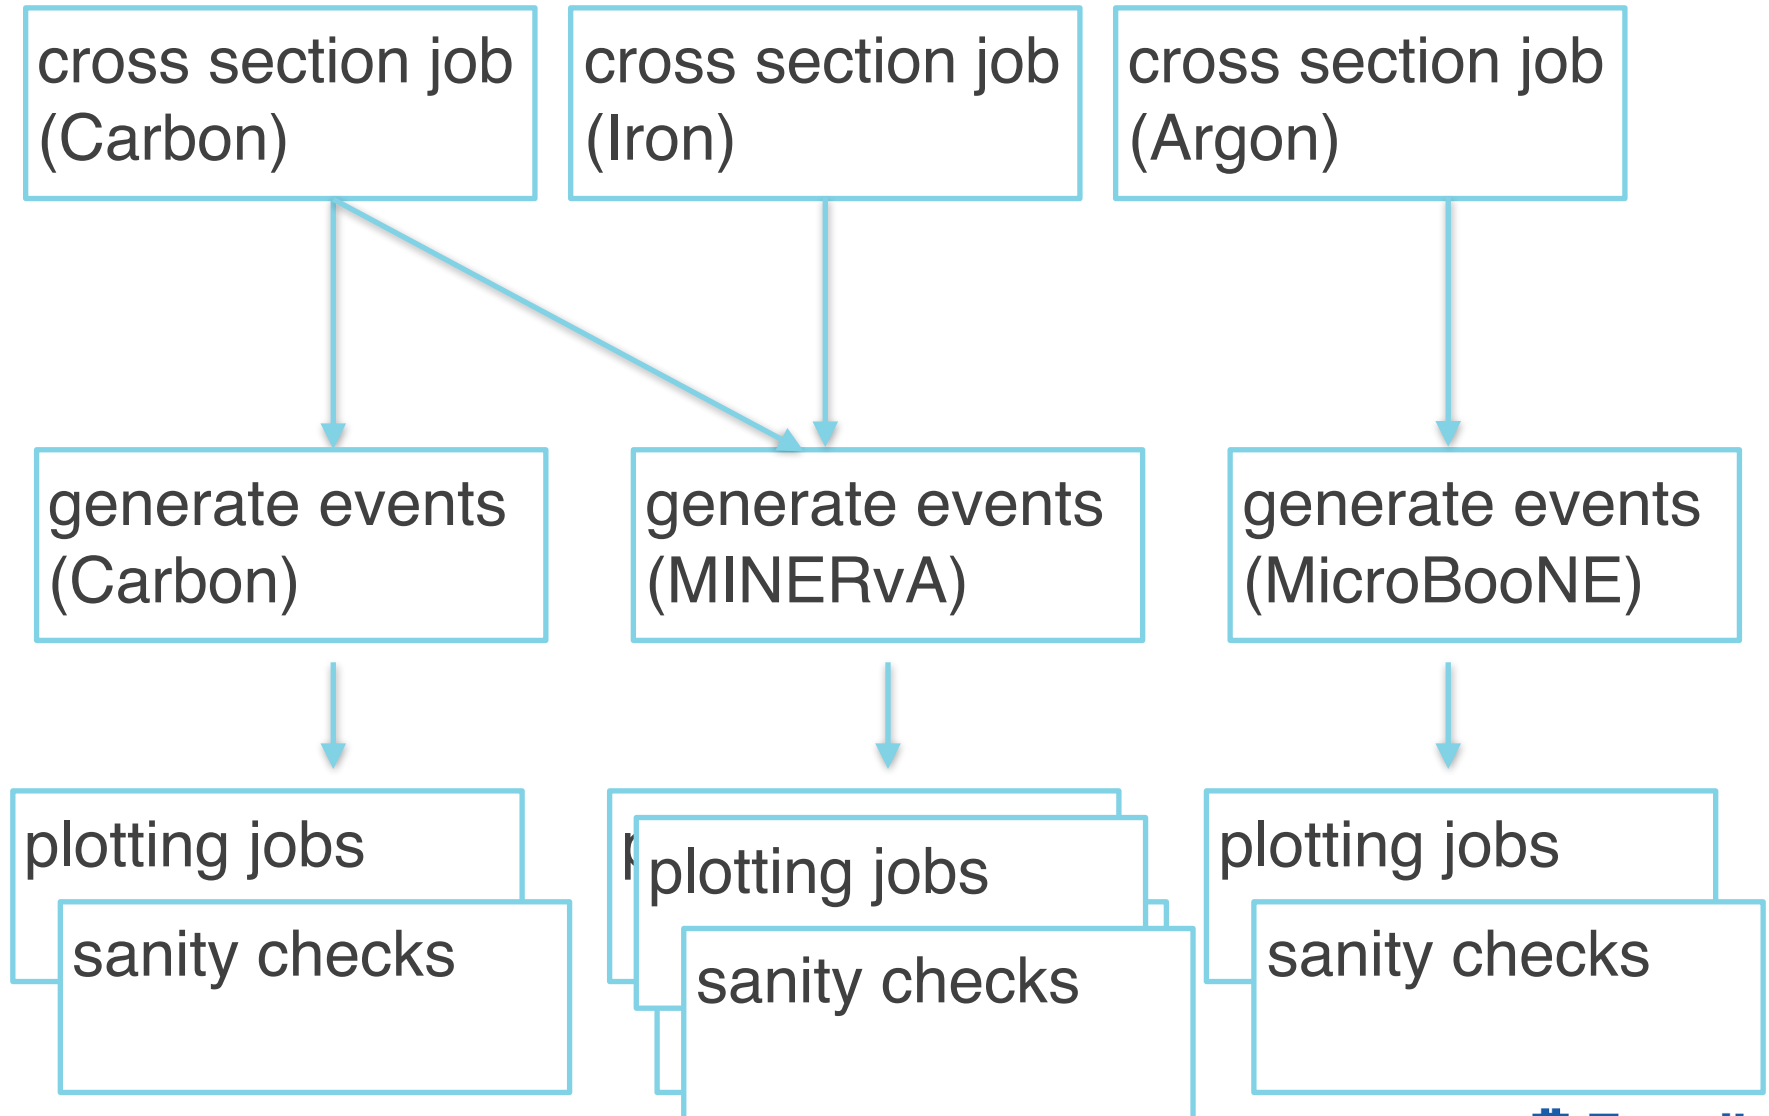 cross section job
(Carbon)
cross section job
(Iron)
cross section job
(Argon)
generate events
(Carbon)
generate events
(MINERvA)
generate events
(MicroBooNE)
plotting jobs
sanity checks
plotting jobs
sanity checks
plotting jobs
sanity checks